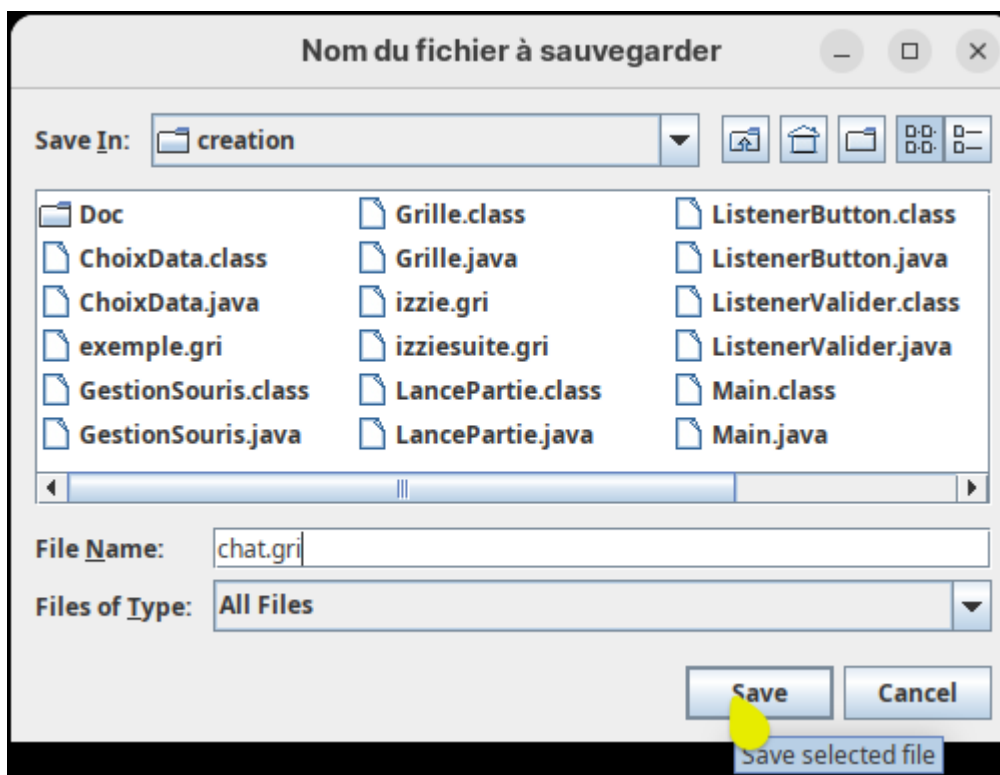 Nom du fichier à sauvegarder
Save In: creation
Doc Grille.class ListenerButton.class
ChoixData.class Grille.java ListenerButton.java
ChoixData.java izzie.gri ListenerValider.class
exemple.gri izziesuite.gri ListenerValider.java
GestionSouris.class LancePartie.class Main.class
GestionSouris.java LancePartie.java Main.java
File Name: chat.gri
Files of Type: All Files
Save Cancel
Save selected file